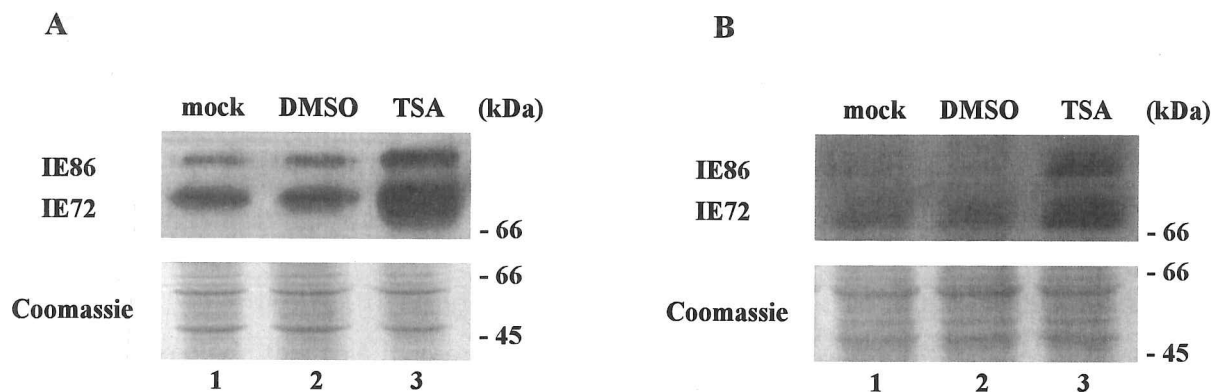 A
mock DMSO TSA (kDa)
IE86
IE72
- 66
- 66
Coomassie
- 45
1 2 3
B
mock DMSO TSA (kDa)
IE86
IE72
- 66
- 66
Coomassie
- 45
1 2 3